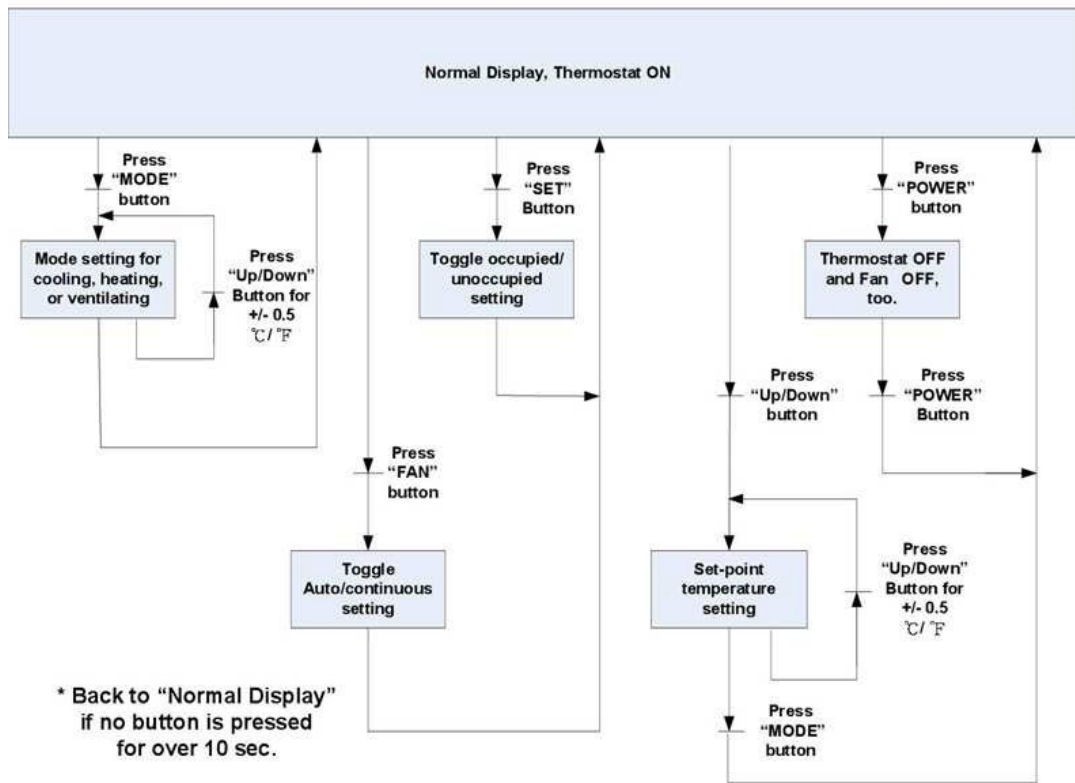 Normal Display, Thermostat ON
Press
“MODE”
button
Mode setting for
cooling, heating,
or ventilating
Press
“Up/Down”
Button for
+/- 0.5
℃/ ℉
Press
“SET”
Button
Toggle occupied/
unoccupied
setting
Press
“POWER”
button
Thermostat OFF
and Fan OFF,
too.
Press
“POWER”
Button
Press
“FAN”
button
Toggle
Auto/continuous
setting
Press
“Up/Down”
button
Set-point
temperature
setting
Press
“Up/Down”
Button for
+/- 0.5
℃/ ℉
Press
“MODE”
button
* Back to “Normal Display”
if no button is pressed
for over 10 sec.